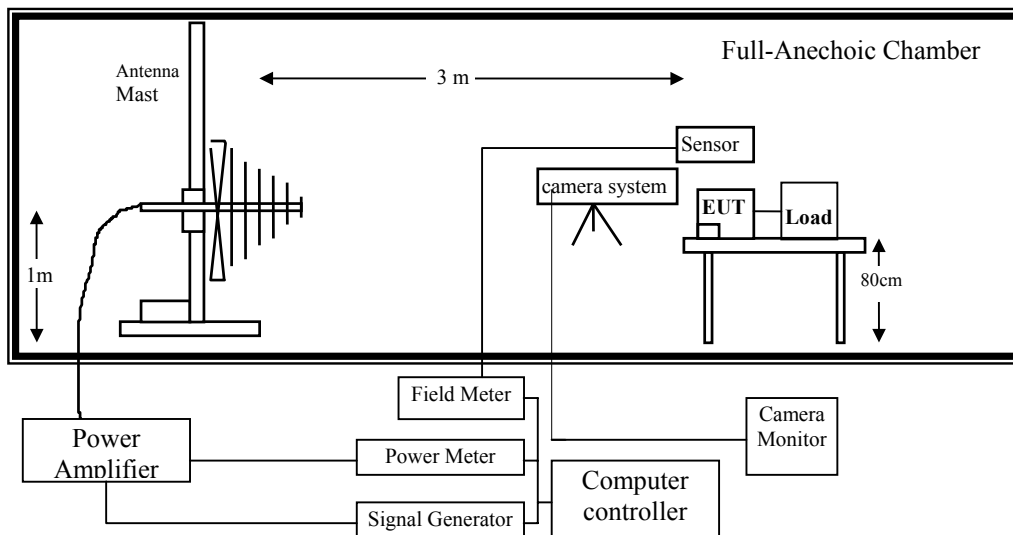 Full-Anechoic Chamber
Antenna
Mast
3 m
Sensor
camera system
EUT
Load
1m
80cm
Field Meter
Camera
Monitor
Power
Amplifier
Power Meter
Computer
controller
Signal Generator